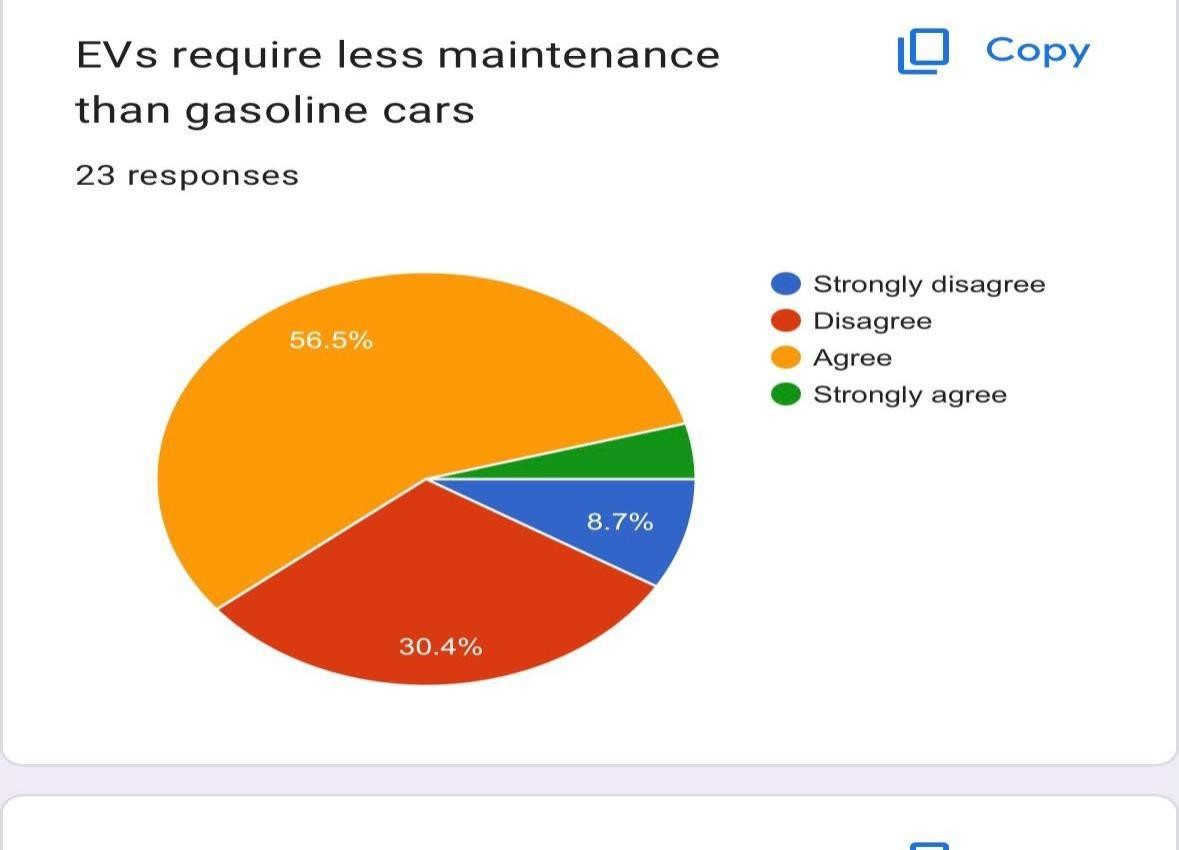 EVs require less maintenance
than gasoline cars
Copy
23 responses
56.5%
8.7%
30.4%
Strongly disagree
Disagree
Agree
Strongly agree